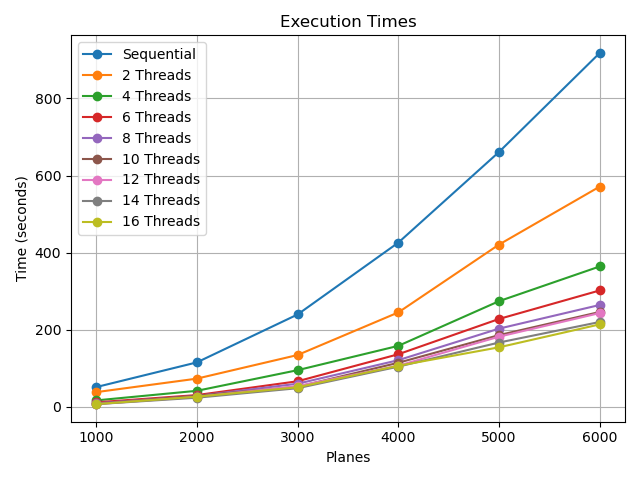 Execution Times
Sequential
2 Threads
4 Threads
6 Threads
8 Threads
10 Threads
12 Threads
14 Threads
16 Threads
Time (seconds)
800
600
400
200
0
1000 2000 3000 4000 5000 6000
Planes